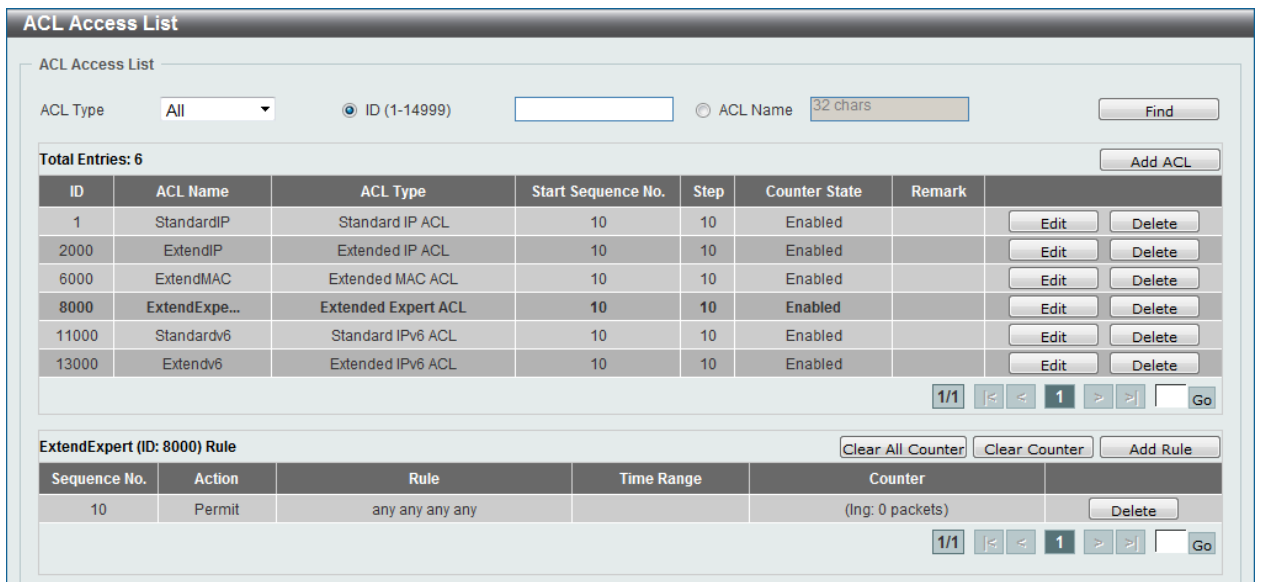 ACL Access List
ACL Access List
ACL Type All ID (1-14999) ACL Name 32 chars Find
Total Entries: 6 Add ACL
ID ACL Name ACL Type Start Sequence No. Step Counter State Remark
1 StandardIP Standard IP ACL 10 10 Enabled Edit Delete
2000 ExtendIP Extended IP ACL 10 10 Enabled Edit Delete
6000 ExtendMAC Extended MAC ACL 10 10 Enabled Edit Delete
8000 ExtendExpe... Extended Expert ACL 10 10 Enabled Edit Delete
11000 Standardv6 Standard IPv6 ACL 10 10 Enabled Edit Delete
13000 Extendv6 Extended IPv6 ACL 10 10 Enabled Edit Delete
1/1 |< < 1 > >| Go
ExtendExpert (ID: 8000) Rule Clear All Counter Clear Counter Add Rule
Sequence No. Action Rule Time Range Counter
10 Permit any any any any (Ing: 0 packets) Delete
1/1 |< < 1 > >| Go